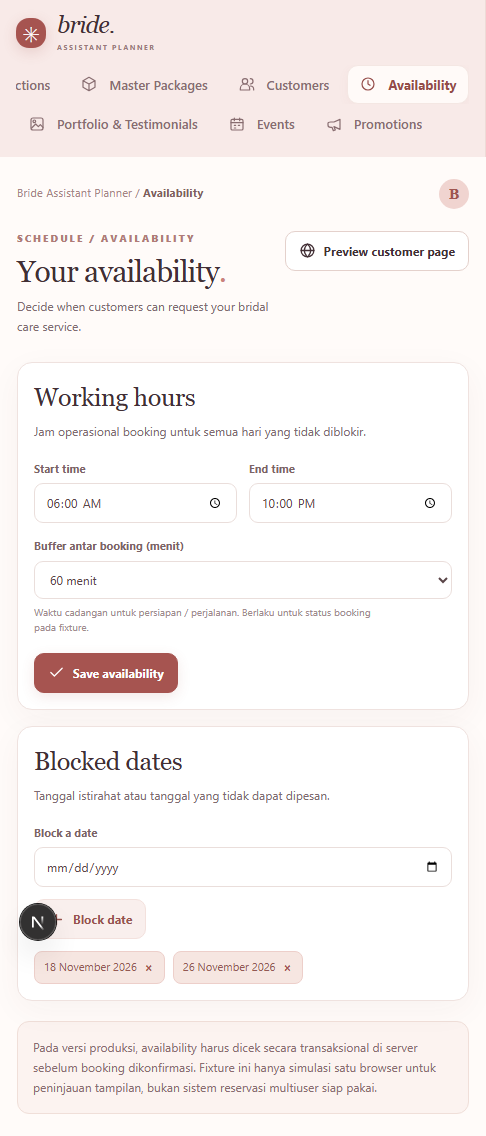 bride.
ASSISTANT PLANNER
ctions
Master Packages
Customers
Availability
Portfolio & Testimonials
Events
Promotions
Bride Assistant Planner / Availability
B
SCHEDULE / AVAILABILITY
Your availability.
Preview customer page
Decide when customers can request your bridal
care service.
Working hours
Jam operasional booking untuk semua hari yang tidak diblokir.
Start time
End time
06:00 AM
10:00 PM
Buffer antar booking (menit)
60 menit
Waktu cadangan untuk persiapan / perjalanan. Berlaku untuk status booking
pada fixture.
Save availability
Blocked dates
Tanggal istirahat atau tanggal yang tidak dapat dipesan.
Block a date
mm/dd/yyyy
N
+ Block date
18 November 2026 ×
26 November 2026 ×
Pada versi produksi, availability harus dicek secara transaksional di server
sebelum booking dikonfirmasi. Fixture ini hanya simulasi satu browser untuk
peninjauan tampilan, bukan sistem reservasi multiuser siap pakai.